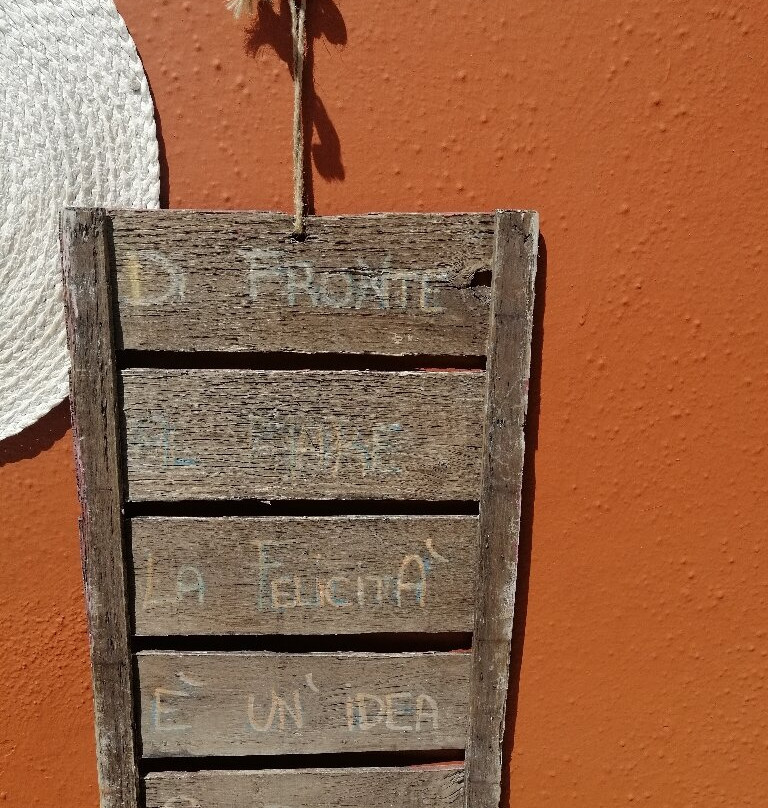 Di FRONTE
AL MARE
LA FELiCiTA'
E' UN' iDEA